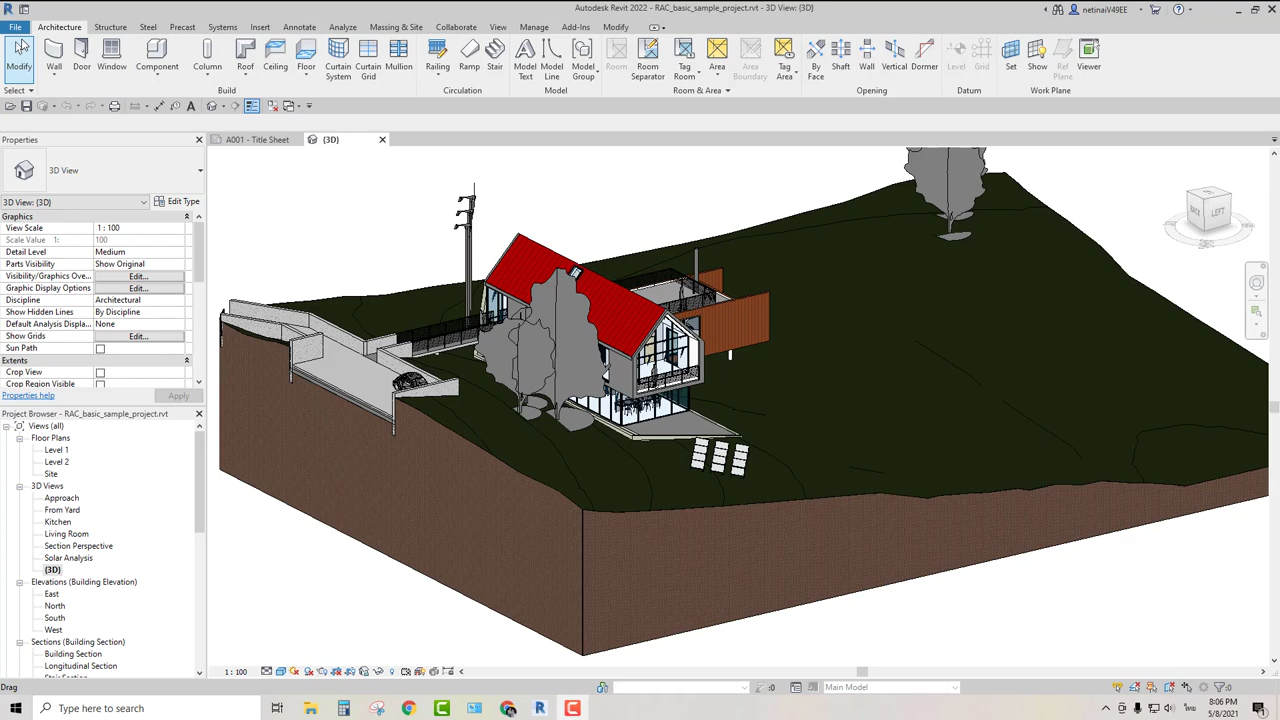 Autodesk Revit 2022 - RAC_basic_sample_project.rvt - 3D View: {3D}
netinaiV49EE
File Architecture Structure Steel Precast Systems Insert Annotate Analyze Massing & Site Collaborate View Manage Add-Ins Modify
Modify Wall Door Window Component Column Roof Ceiling Floor Curtain System Curtain Grid Mullion Railing Ramp Stair Model Text Model Line Model Group Room Room Separator Tag Room Area Area Boundary Tag Area By Face Shaft Wall Vertical Dormer Level Grid Set Show Ref Plane Viewer
Select Build Circulation Model Room & Area Opening Datum Work Plane
Properties
A001 - Title Sheet
{3D}
3D View
3D View: {3D}
Edit Type
Graphics
View Scale 1 : 100
Scale Value 1: 100
Detail Level Medium
Parts Visibility Show Original
Visibility/Graphics Ove... Edit...
Graphic Display Options Edit...
Discipline Architectural
Show Hidden Lines By Discipline
Default Analysis Displa... None
Show Grids Edit...
Sun Path
Extents
Crop View
Crop Region Visible
Properties help Apply
Project Browser - RAC_basic_sample_project.rvt
Views (all)
Floor Plans
Level 1
Level 2
Site
3D Views
Approach
From Yard
Kitchen
Living Room
Section Perspective
Solar Analysis
{3D}
Elevations (Building Elevation)
East
North
South
West
Sections (Building Section)
Building Section
Longitudinal Section
BACK LEFT
1 : 100
Drag
:0
Main Model
:0
Type here to search
8:06 PM
5/8/2021